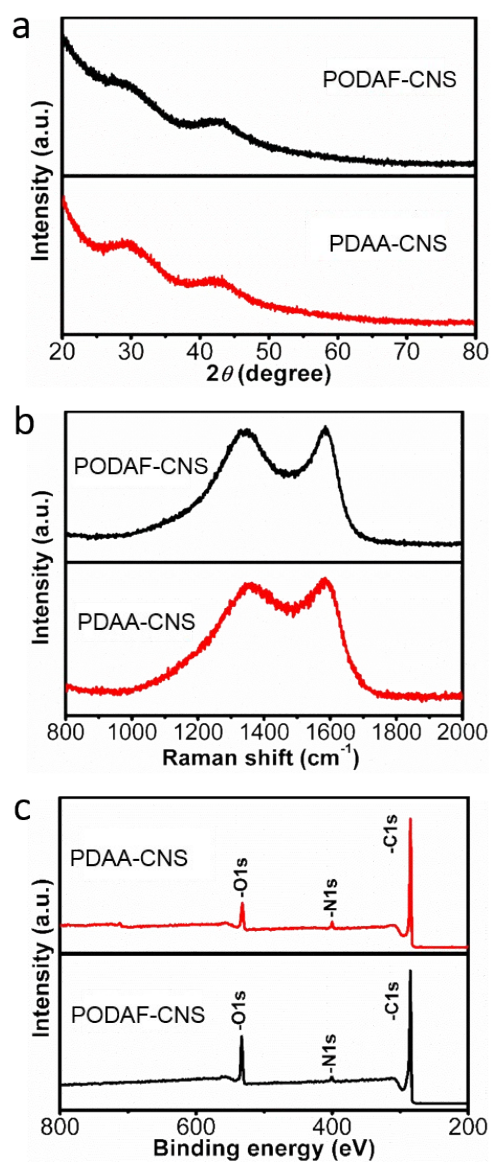 a
PODAF-CNS
PDAA-CNS
Intensity (a.u.)
20 30 40 50 60 70 80
2θ (degree)
b
PODAF-CNS
PDAA-CNS
Intensity (a.u.)
800 1000 1200 1400 1600 1800 2000
Raman shift (cm⁻¹)
c
PDAA-CNS
-O1s
-N1s
-C1s
Intensity (a.u.)
PODAF-CNS
-O1s
-N1s
-C1s
Intensity (a.u.)
800 600 400 200
Binding energy (eV)